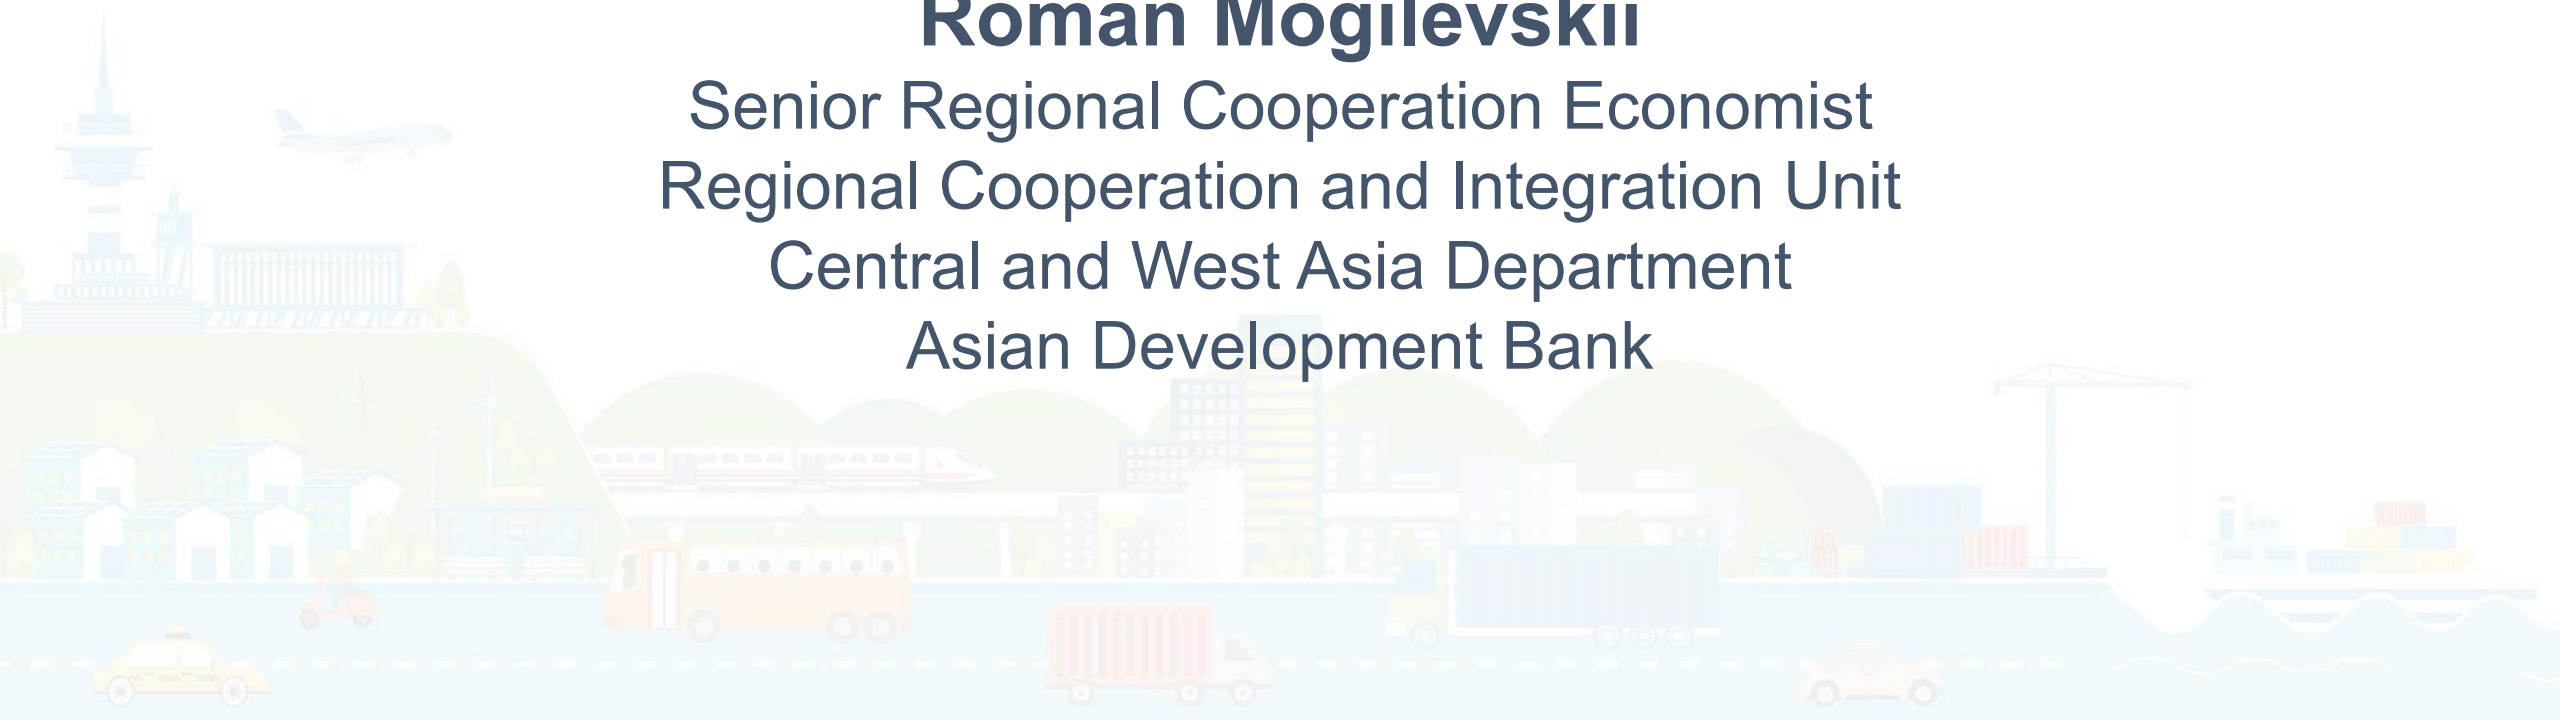 Roman Mogilevskii
Senior Regional Cooperation Economist
Regional Cooperation and Integration Unit
Central and West Asia Department
Asian Development Bank